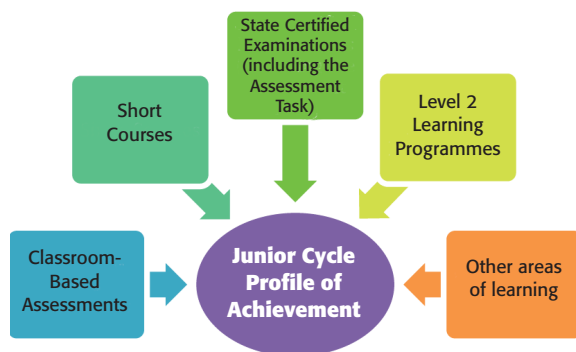 State Certified
Examinations
(including the
Assessment
Task)
Short
Courses
Level 2
Learning
Programmes
Classroom-
Based
Assessments
Junior Cycle
Profile of
Achievement
Other areas
of learning